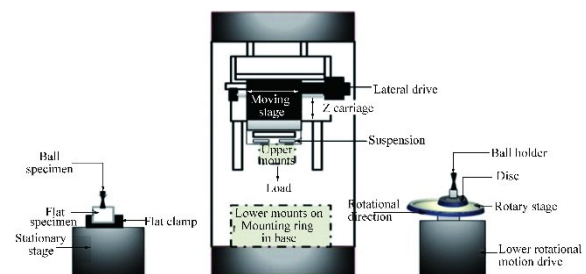 Ball
specimen
Flat
specimen
Stationary
stage
Flat clamp
Moving
stage
Lateral drive
Z carriage
Suspension
Upper
mounts
Load
Lower mounts on
Mounting ring
in base
Ball holder
Disc
Rotational
direction
Rotary stage
Lower rotational
motion drive